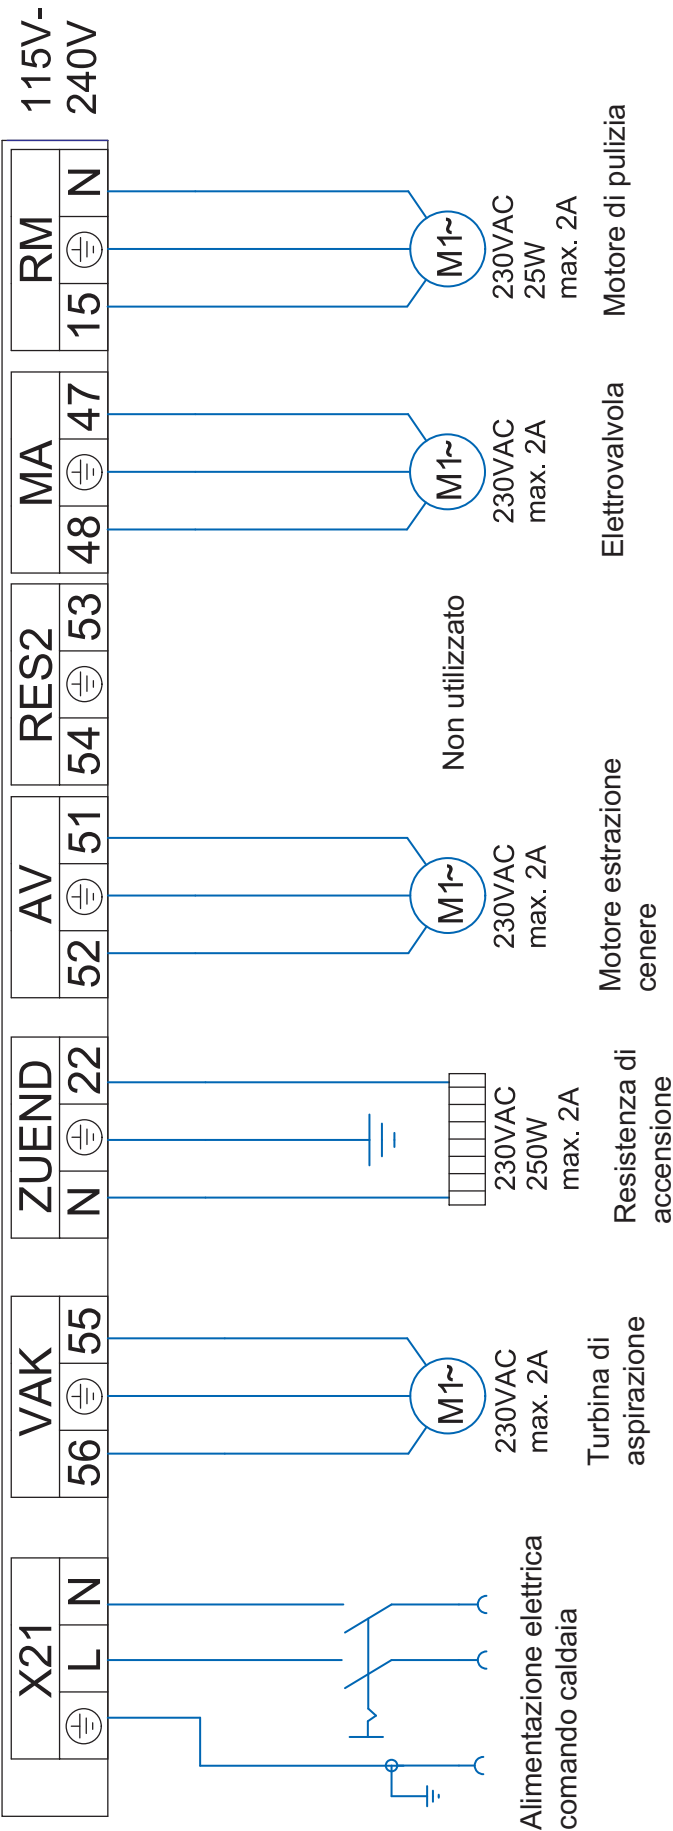 X21
L N
Alimentazione elettrica
comando caldaia
VAK
56 55
M1~
230VAC
max. 2A
Turbina di
aspirazione
ZUEND
N 22
230VAC
250W
max. 2A
Resistenza di
accensione
AV
52 51
M1~
230VAC
max. 2A
Motore estrazione
cenere
RES2
54 53
Non utilizzato
MA
48 47
M1~
230VAC
max. 2A
Elettrovalvola
RM
15 N
M1~
230VAC
25W
max. 2A
Motore di pulizia
115V-
240V